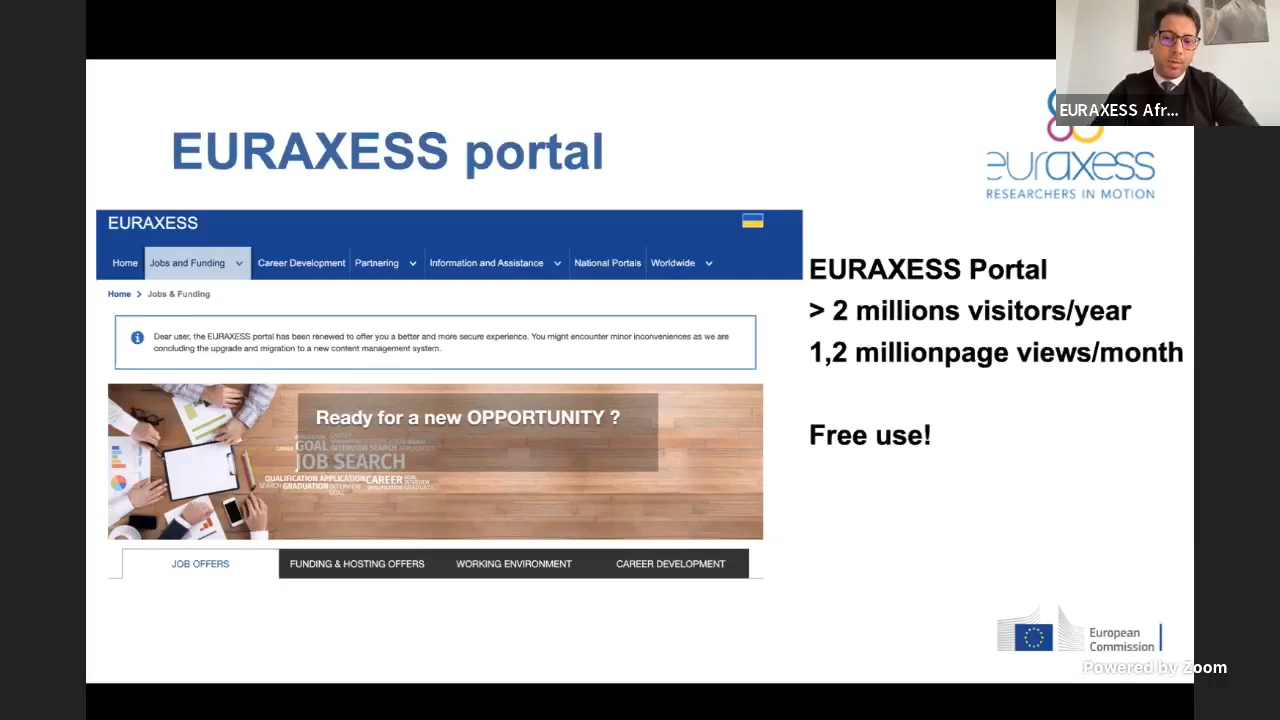 EURAXESS Afr...
EURAXESS portal
euraxess
RESEARCHERS IN MOTION
EURAXESS
Home
Jobs and Funding
Career Development
Partnering
Information and Assistance
National Portals
Worldwide
Home > Jobs & Funding
Dear user, the EURAXESS portal has been renewed to offer you a better and more secure experience. You might encounter minor inconveniences as we are
concluding the upgrade and migration to a new content management system.
Ready for a new OPPORTUNITY ?
GOAL
JOB SEARCH
QUALIFICATION APPLICATION CAREER
SEARCH GRADUATION INTERVIEW
GOAL
JOB OFFERS
FUNDING & HOSTING OFFERS
WORKING ENVIRONMENT
CAREER DEVELOPMENT
EURAXESS Portal
> 2 millions visitors/year
1,2 millionpage views/month
Free use!
European
Commission
Powered by Zoom